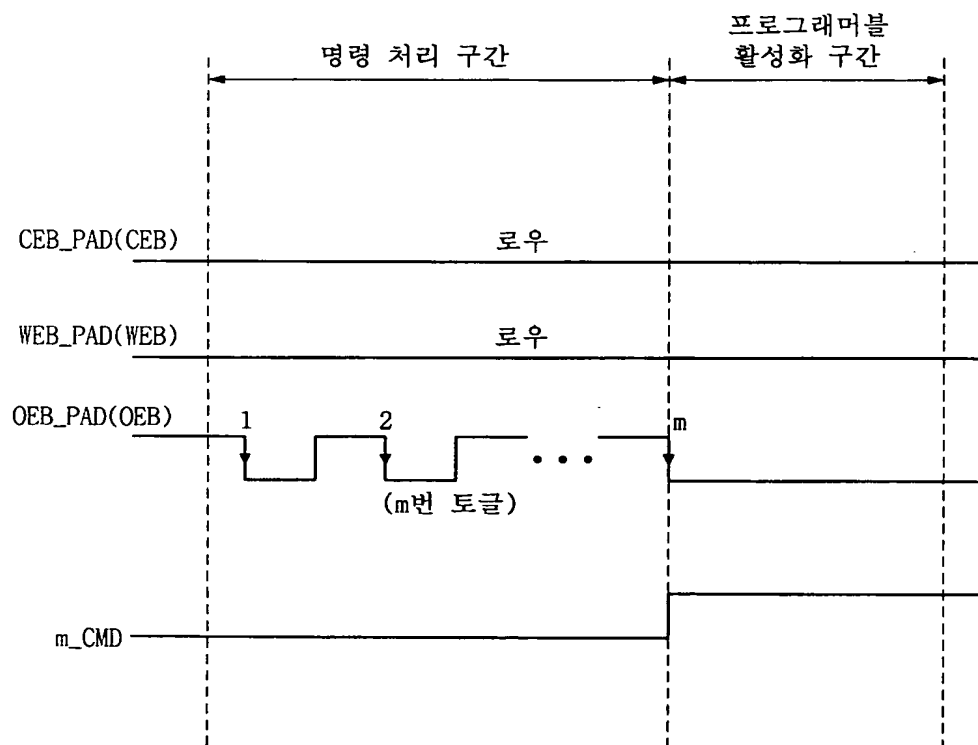 프로그래머블
명령 처리 구간
활성화 구간
CEB_PAD(CEB)
로우
WEB_PAD(WEB)
로우
OEB_PAD(OEB)
1
2
m
(m번 토글)
m_CMD